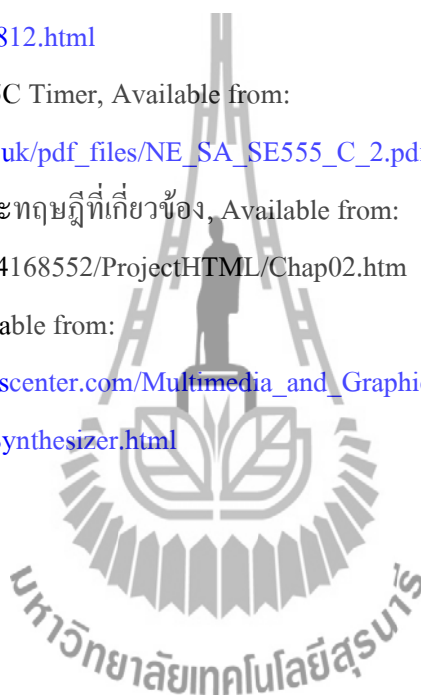 812.html
C Timer, Available from:
uk/pdf_files/NE_SA_SE555_C_2.pd
ะทฤษฎีที่เกี่ยวข้อง, Available from:
4168552/ProjectHTML/Chap02.htm
able from:
scenter.com/Multimedia_and_Graphi
ynthesizer.html
มหาวิทยาลัยเทคโนโลยีสุรนารี